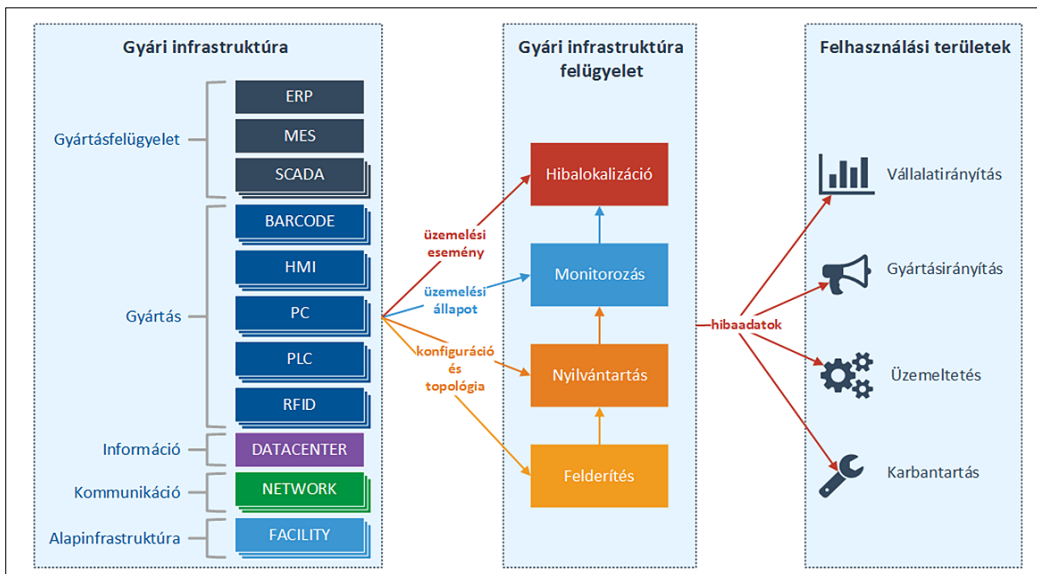 Gyári infrastruktúra
Gyártásfelügyelet
ERP
MES
SCADA
Gyártás
BARCODE
HMI
PC
PLC
RFID
Információ
DATACENTER
Kommunikáció
NETWORK
Alapinfrastruktúra
FACILITY
üzemelési
esemény
üzemelési
állapot
konfiguráció
és
topológia
Gyári infrastruktúra
felügyelet
Hibalokalizáció
Monitorozás
Nyilvántartás
Felderítés
hibaadatok
Felhasználási területek
Vállalatirányítás
Gyártásirányítás
Üzemeltetés
Karbantartás